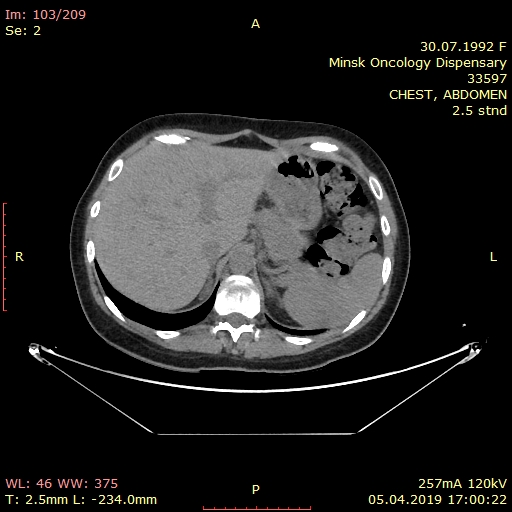 Im: 103/209
Se: 2
A
30.07.1992 F
Minsk Oncology Dispensary
33597
CHEST, ABDOMEN
2.5 stnd
R
L
WL: 46 WW: 375
T: 2.5mm L: -234.0mm
P
257mA 120kV
05.04.2019 17:00:22